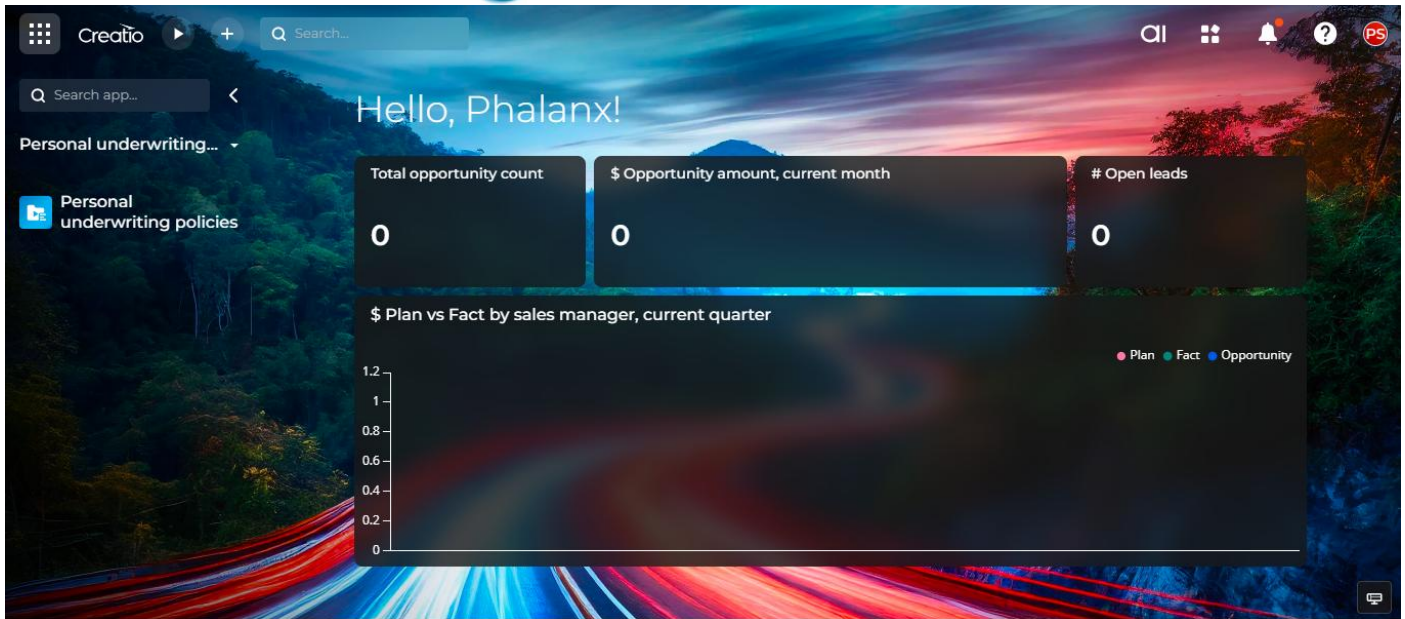 Creatio
Search...
ai
PS
Search app...
Personal underwriting...
Personal
underwriting policies
Hello, Phalanx!
Total opportunity count
0
$ Opportunity amount, current month
0
# Open leads
0
$ Plan vs Fact by sales manager, current quarter
Plan Fact Opportunity
1.2
1
0.8
0.6
0.4
0.2
0